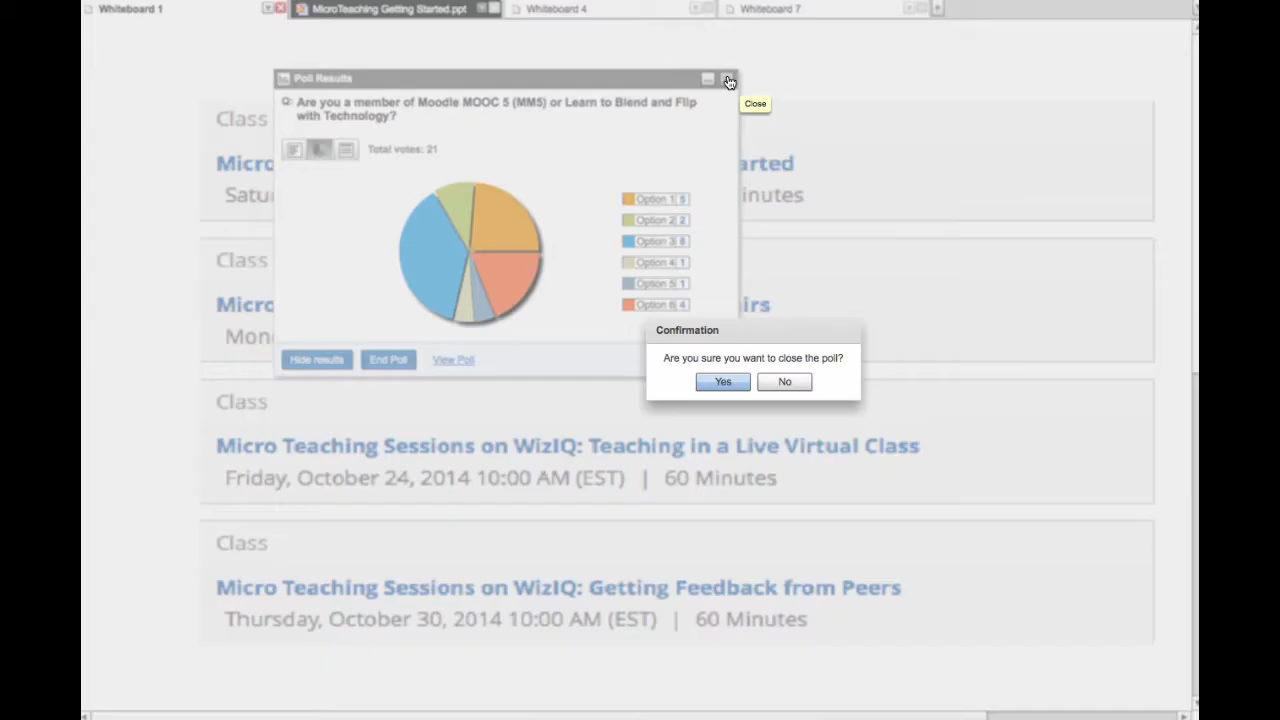 Whiteboard 1
MicroTeaching Getting Started.ppt
Whiteboard 4
Whiteboard 7
Poll Results
Close
Q: Are you a member of Moodle MOOC 5 (MM5) or Learn to Blend and Flip
with Technology?
Total votes: 21
Option 1 5
Option 2 2
Option 3 8
Option 4 1
Option 5 1
Option 6 4
Hide results
End Poll
View Poll
Confirmation
Are you sure you want to close the poll?
Yes
No
Class
Micro
arted
Satu
inutes
Class
Micro
irs
Mon
Class
Micro Teaching Sessions on WizIQ: Teaching in a Live Virtual Class
Friday, October 24, 2014 10:00 AM (EST) | 60 Minutes
Class
Micro Teaching Sessions on WizIQ: Getting Feedback from Peers
Thursday, October 30, 2014 10:00 AM (EST) | 60 Minutes